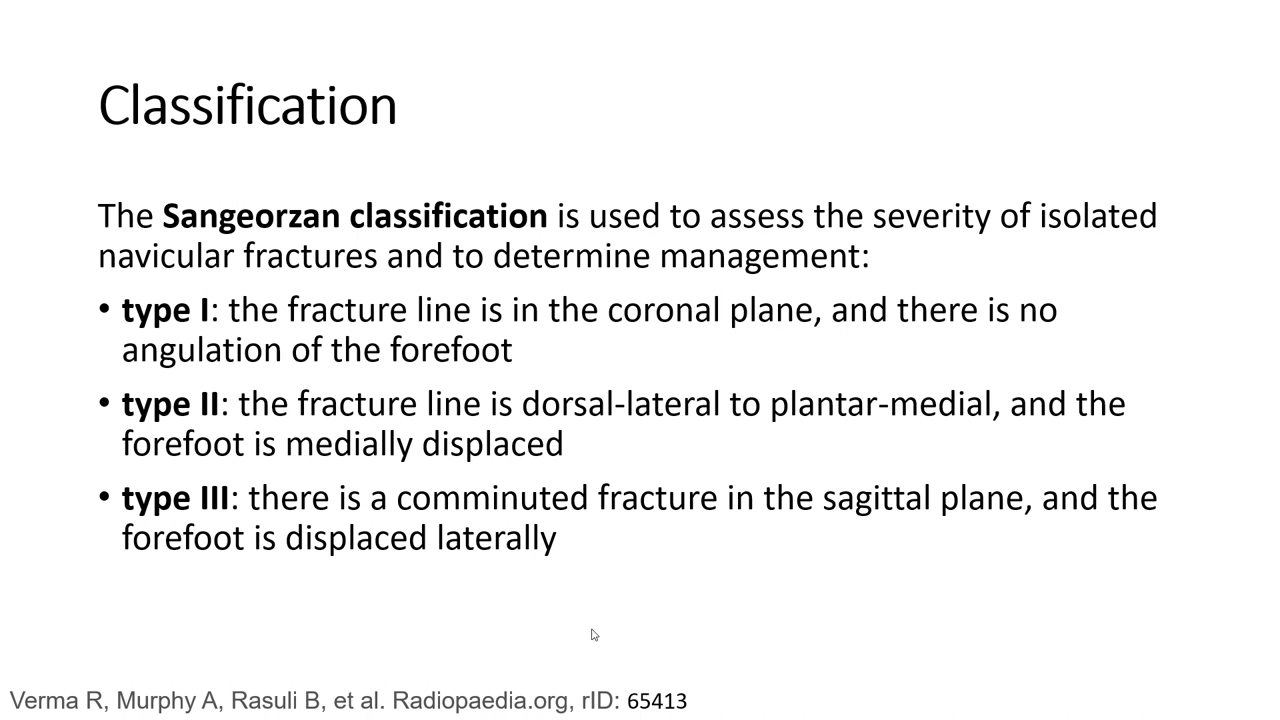 Classification
The Sangeorzan classification is used to assess the severity of isolated
navicular fractures and to determine management:
• type I: the fracture line is in the coronal plane, and there is no
angulation of the forefoot
• type II: the fracture line is dorsal-lateral to plantar-medial, and the
forefoot is medially displaced
• type III: there is a comminuted fracture in the sagittal plane, and the
forefoot is displaced laterally
Verma R, Murphy A, Rasuli B, et al. Radiopaedia.org, rID: 65413